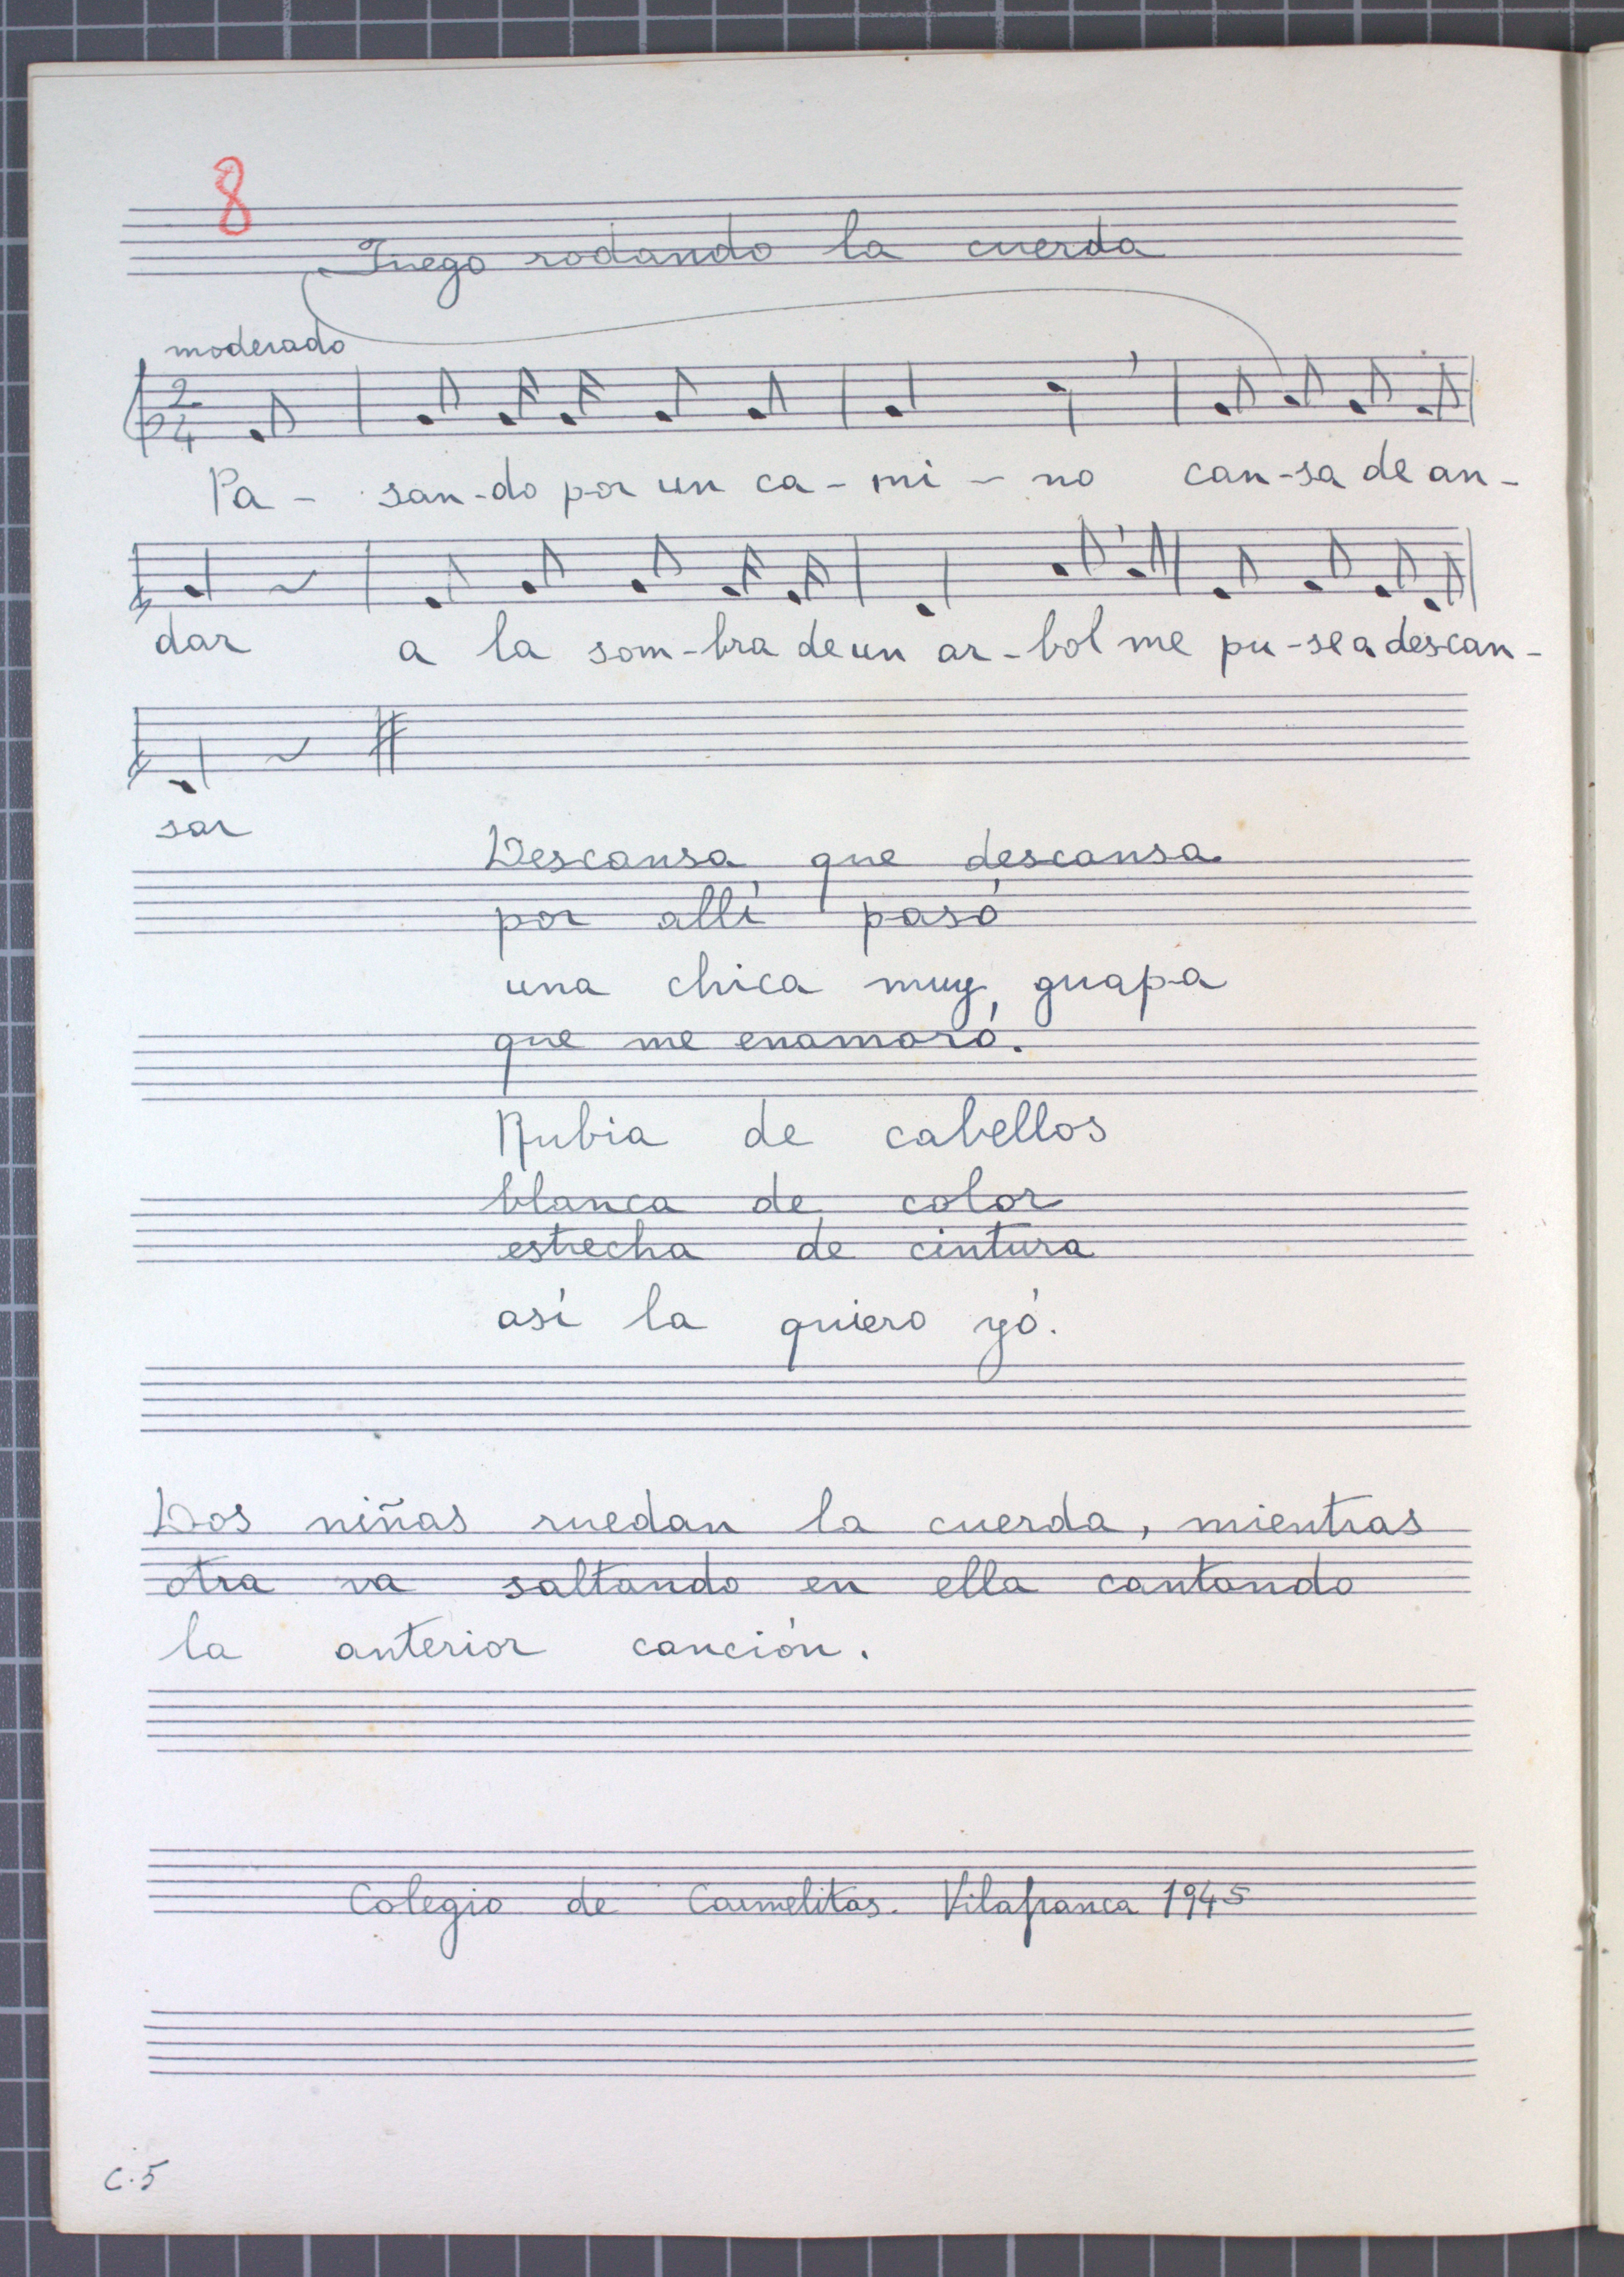 8
Juego rodando la cuerda
moderado
2
4
Pa - san-do por un ca - mi - no can-sa de an-
dar a la som-bra de un ar-bol me pu-se a descan-
sar
Descansa que descansa
por allí pasó
una chica muy guapa
que me enamoró.
Rubia de cabellos
blanca de color
estrecha de cintura
así la quiero yó.
Dos niñas ruedan la cuerda, mientras
otra va saltando en ella cantando
la anterior canción.
Colegio de Carmelitas. Vilafranca 1945
C.5